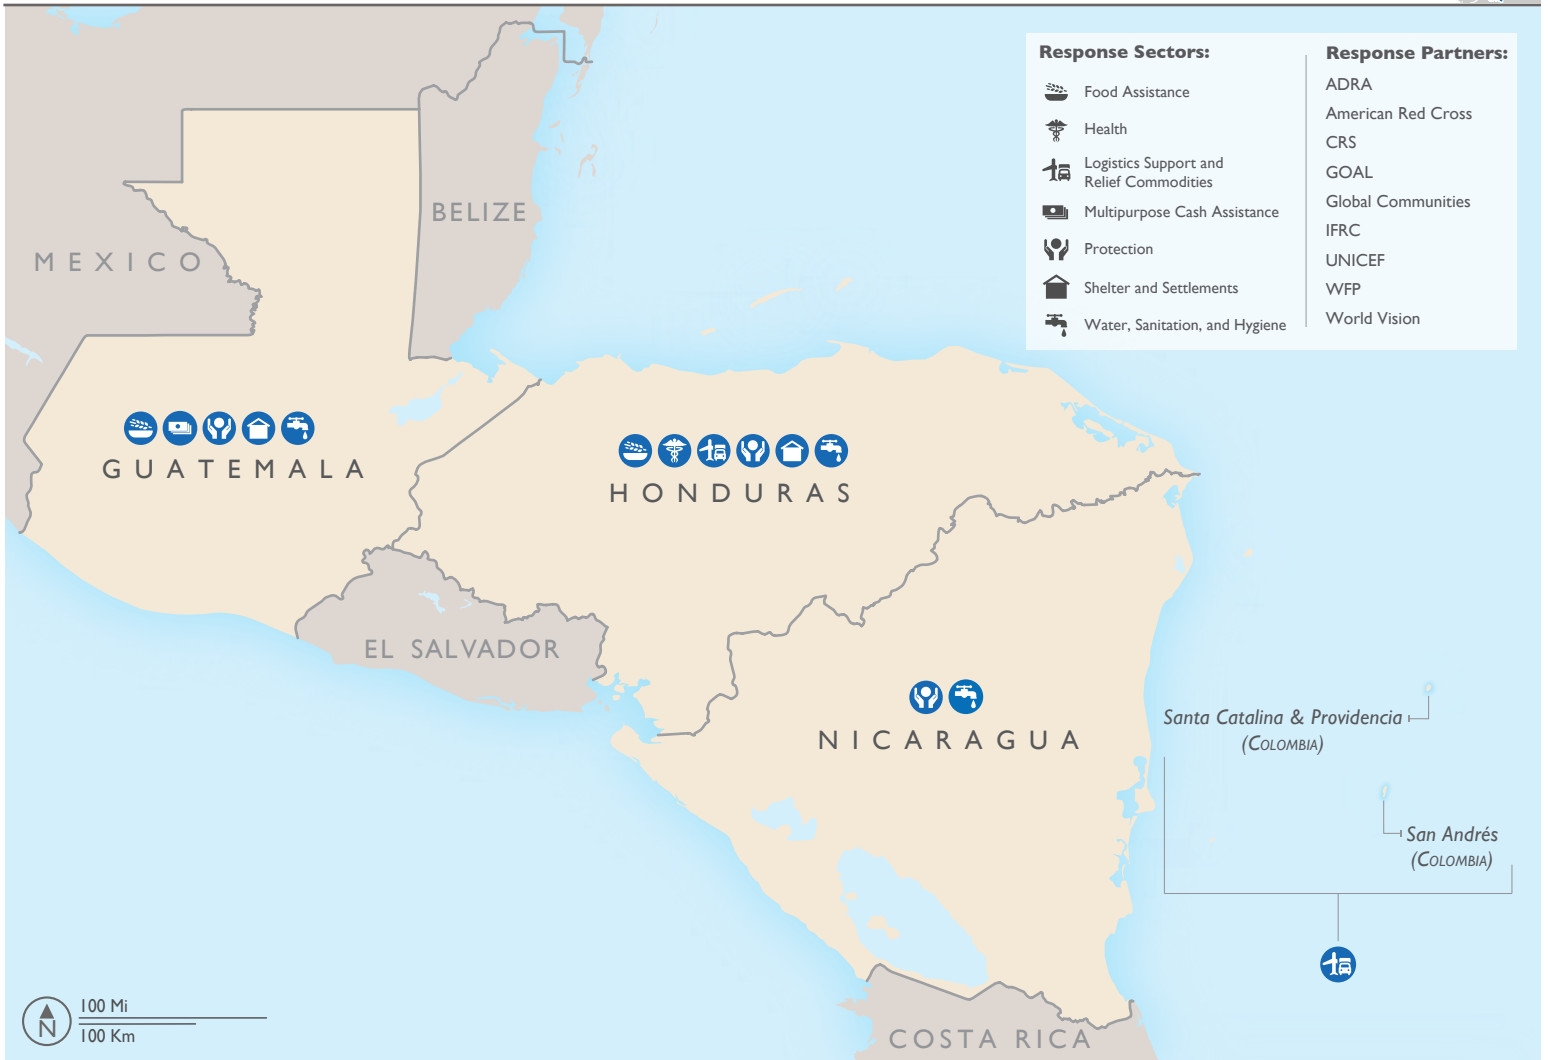 Response Sectors:
Food Assistance
Health
Logistics Support and
Relief Commodities
Multipurpose Cash Assistance
Protection
Shelter and Settlements
Water, Sanitation, and Hygiene
Response Partners:
ADRA
American Red Cross
CRS
GOAL
Global Communities
IFRC
UNICEF
WFP
World Vision
BELIZE
MEXICO
GUATEMALA
HONDURAS
EL SALVADOR
NICARAGUA
Santa Catalina & Providencia
(COLOMBIA)
San Andrés
(COLOMBIA)
COSTA RICA
N
100 Mi
100 Km